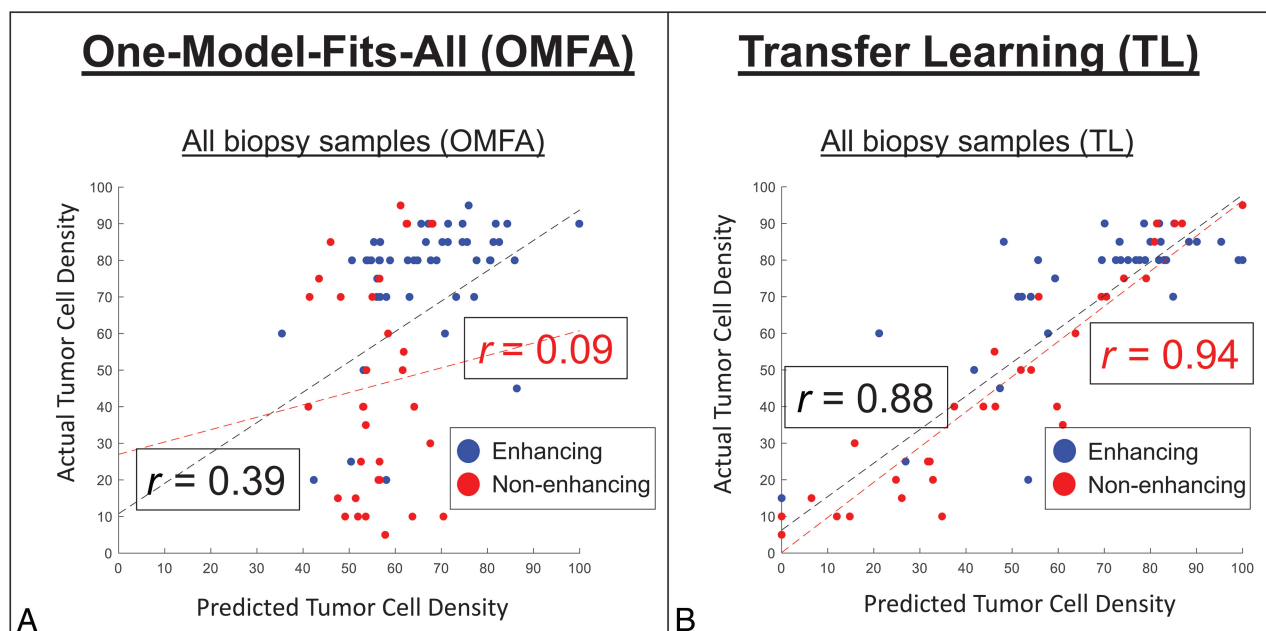 One-Model-Fits-All (OMFA)
All biopsy samples (OMFA)
Actual Tumor Cell Density
100
90
80
70
60
50
40
30
20
10
0
r = 0.09
r = 0.39
Enhancing
Non-enhancing
0 10 20 30 40 50 60 70 80 90 100
Predicted Tumor Cell Density
A
Transfer Learning (TL)
All biopsy samples (TL)
Actual Tumor Cell Density
100
90
80
70
60
50
40
30
20
10
0
r = 0.94
r = 0.88
Enhancing
Non-enhancing
0 10 20 30 40 50 60 70 80 90 100
Predicted Tumor Cell Density
B